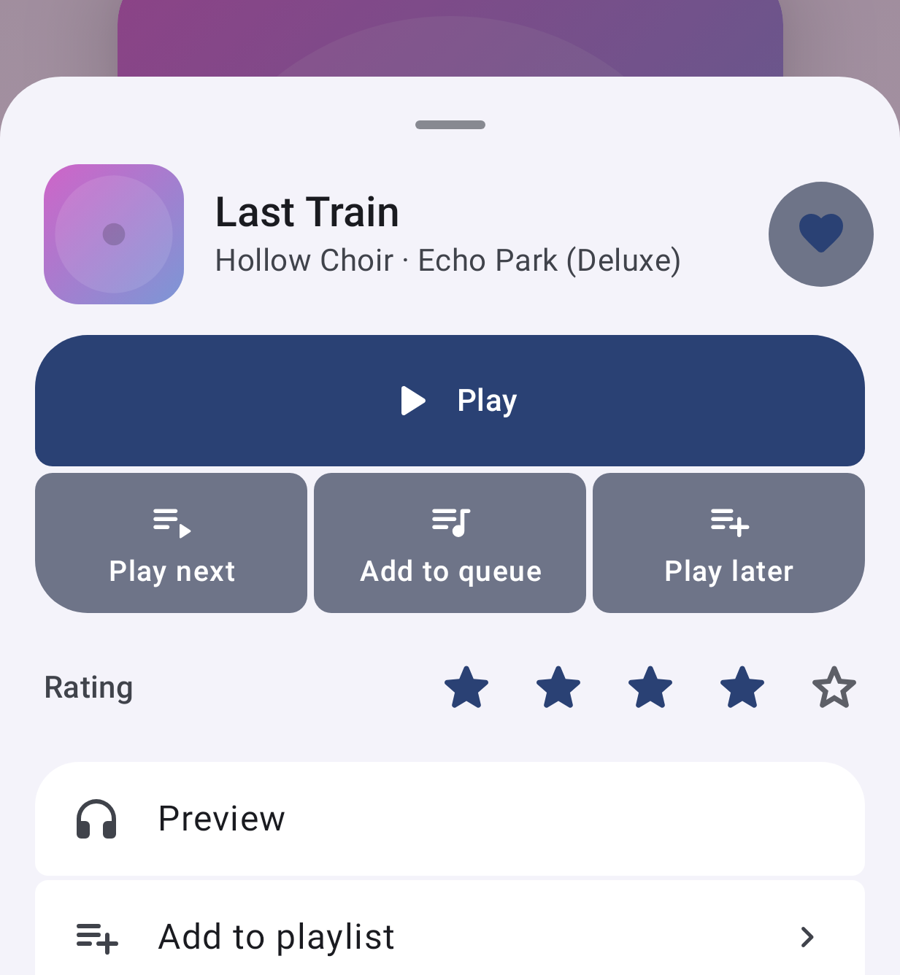 Last Train
Hollow Choir · Echo Park (Deluxe)
Play
Play next
Add to queue
Play later
Rating
Preview
Add to playlist